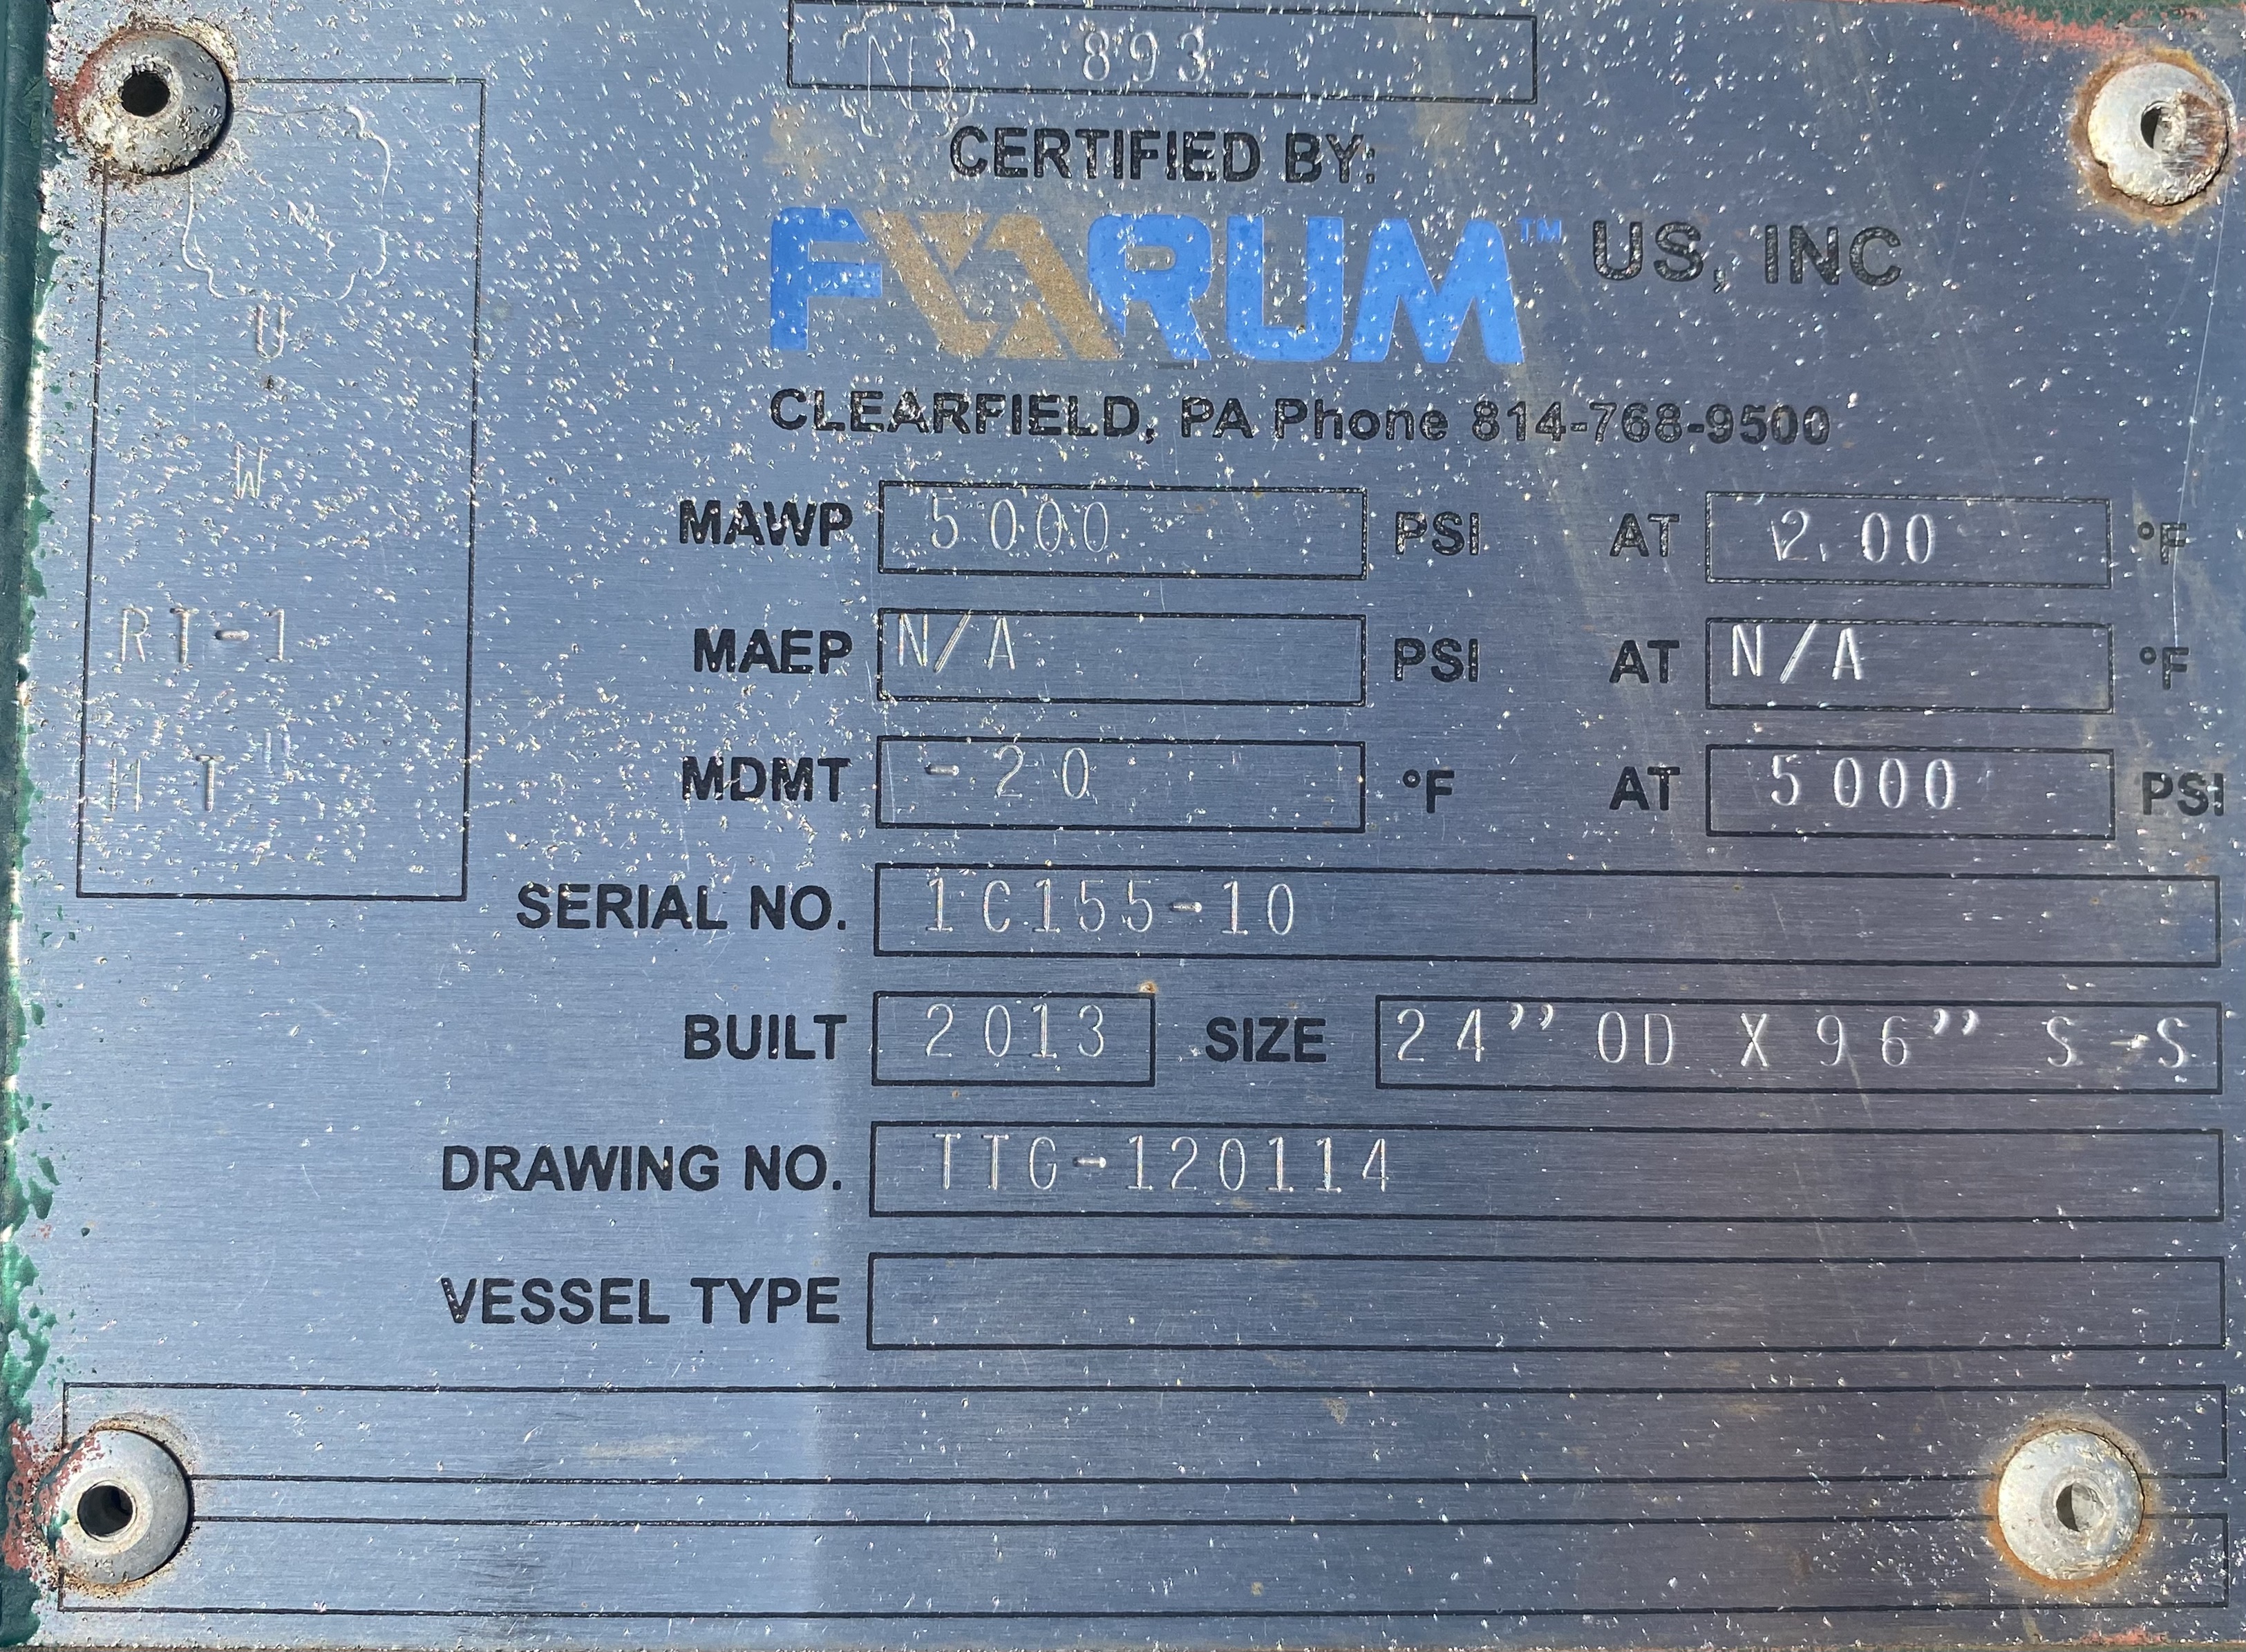 NB 893
CERTIFIED BY:
FORUM™ US, INC
CLEARFIELD, PA Phone 814-768-9500
U
W
RT-1
HT
MAWP 5000 PSI AT 200 °F
MAEP N/A PSI AT N/A °F
MDMT -20 °F AT 5000 PSI
SERIAL NO. 1C155-10
BUILT 2013 SIZE 24” OD X 96” S-S
DRAWING NO. TTG-120114
VESSEL TYPE